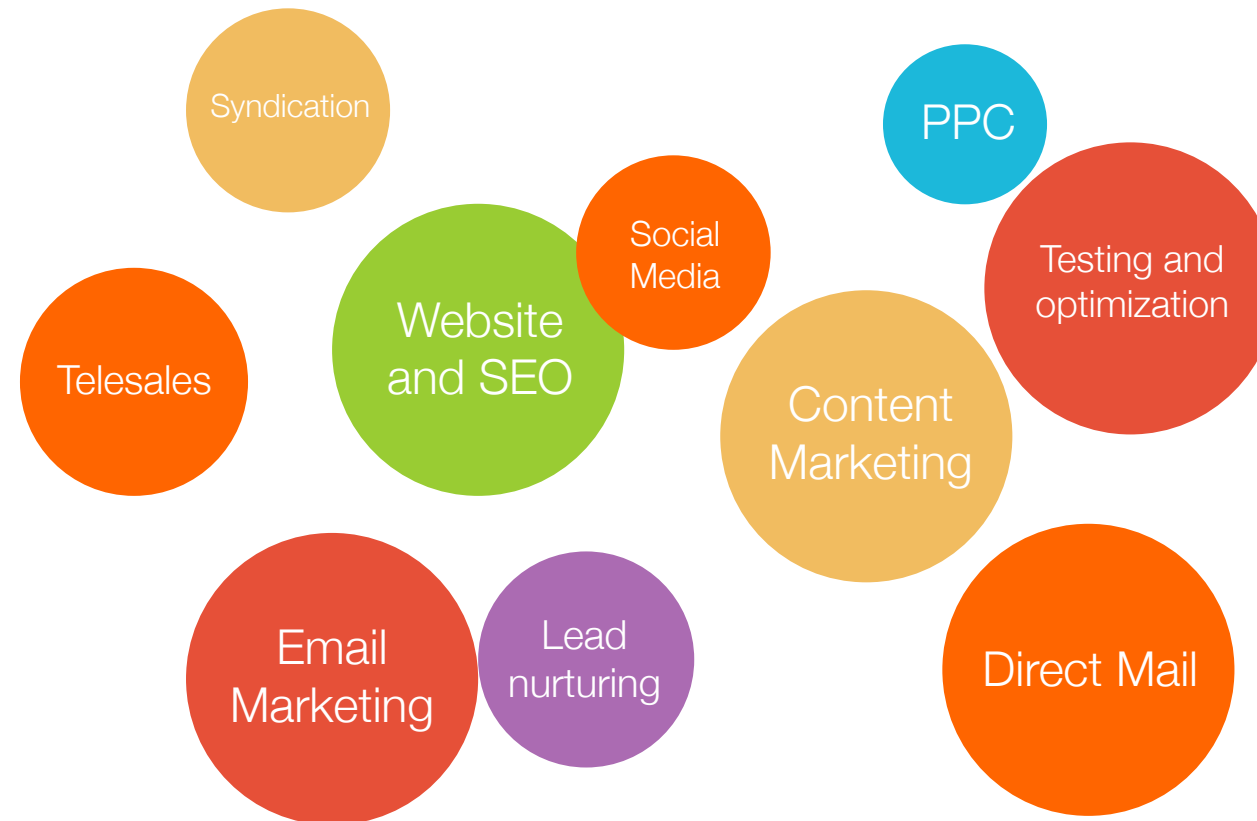 Syndication
PPC
Social
Media
Testing and
optimization
Website
and SEO
Telesales
Content
Marketing
Email
Marketing
Lead
nurturing
Direct Mail